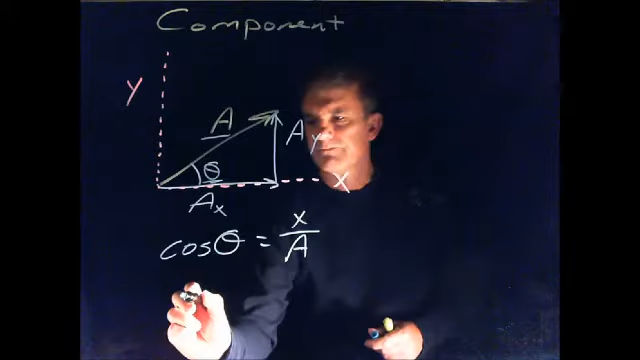 Component
Y
A
Ay
θ
X
Ax
cosθ = x/A